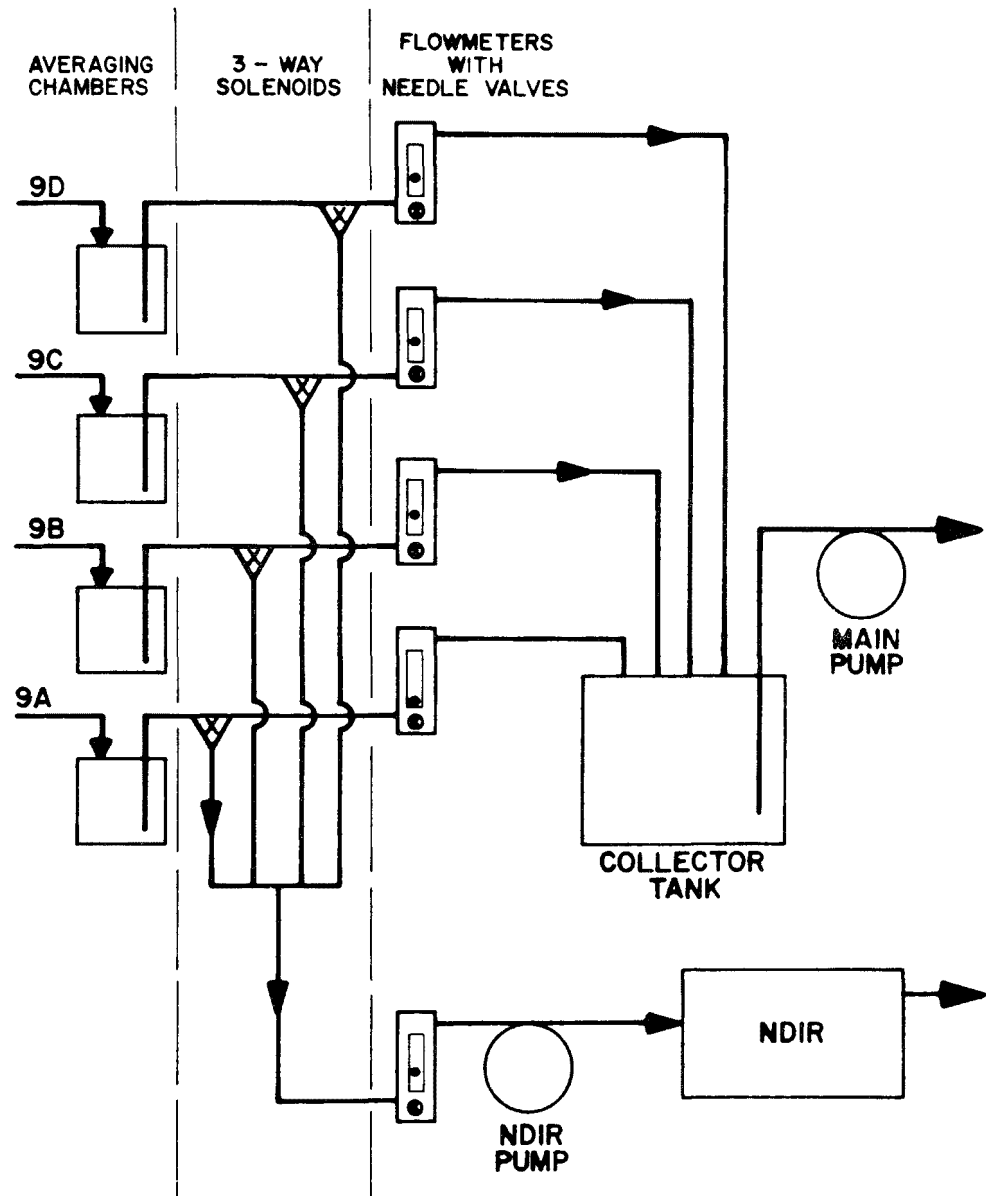 AVERAGING
CHAMBERS
3 - WAY
SOLENOIDS
FLOWMETERS
WITH
NEEDLE VALVES
9D
9C
9B
9A
MAIN
PUMP
COLLECTOR
TANK
NDIR
NDIR
PUMP